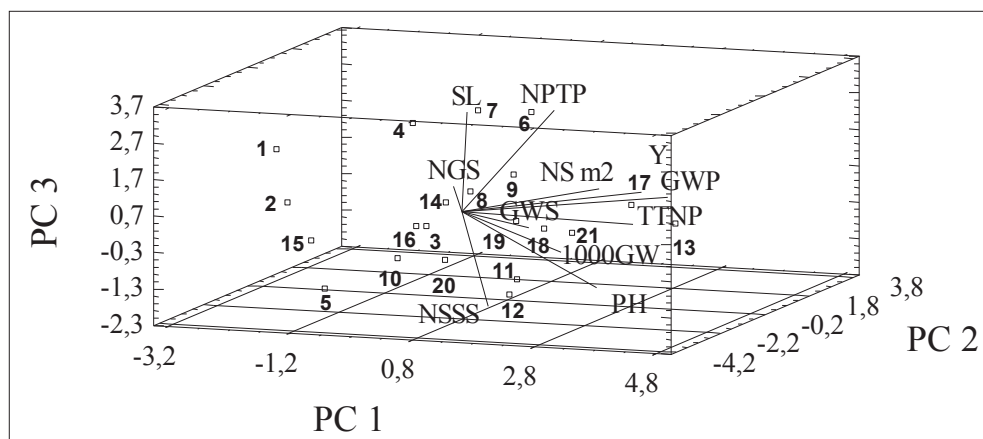 PC 3
3,7
2,7
1,7
0,7
-0,3
-1,3
-2,3
SL 7 NPTP
4 6
1
NGS 9 NS m2 Y
2 14 8 17 GWP
GWS TTNP
15 16 3 19 18 21 13
10 20 11 1000GW
5 NSSS 12 PH
-3,2 -1,2 0,8 2,8 4,8
PC 1
-4,2 -2,2 -0,2 1,8 3,8
PC 2